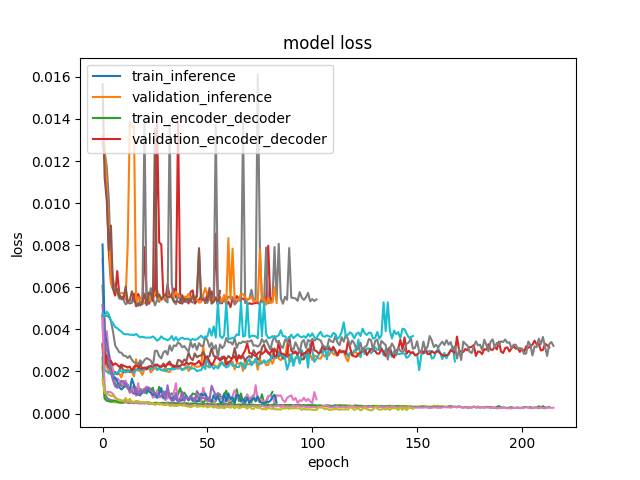 model loss
train_inference
validation_inference
train_encoder_decoder
validation_encoder_decoder
loss
0.016
0.014
0.012
0.010
0.008
0.006
0.004
0.002
0.000
0 50 100 150 200
epoch